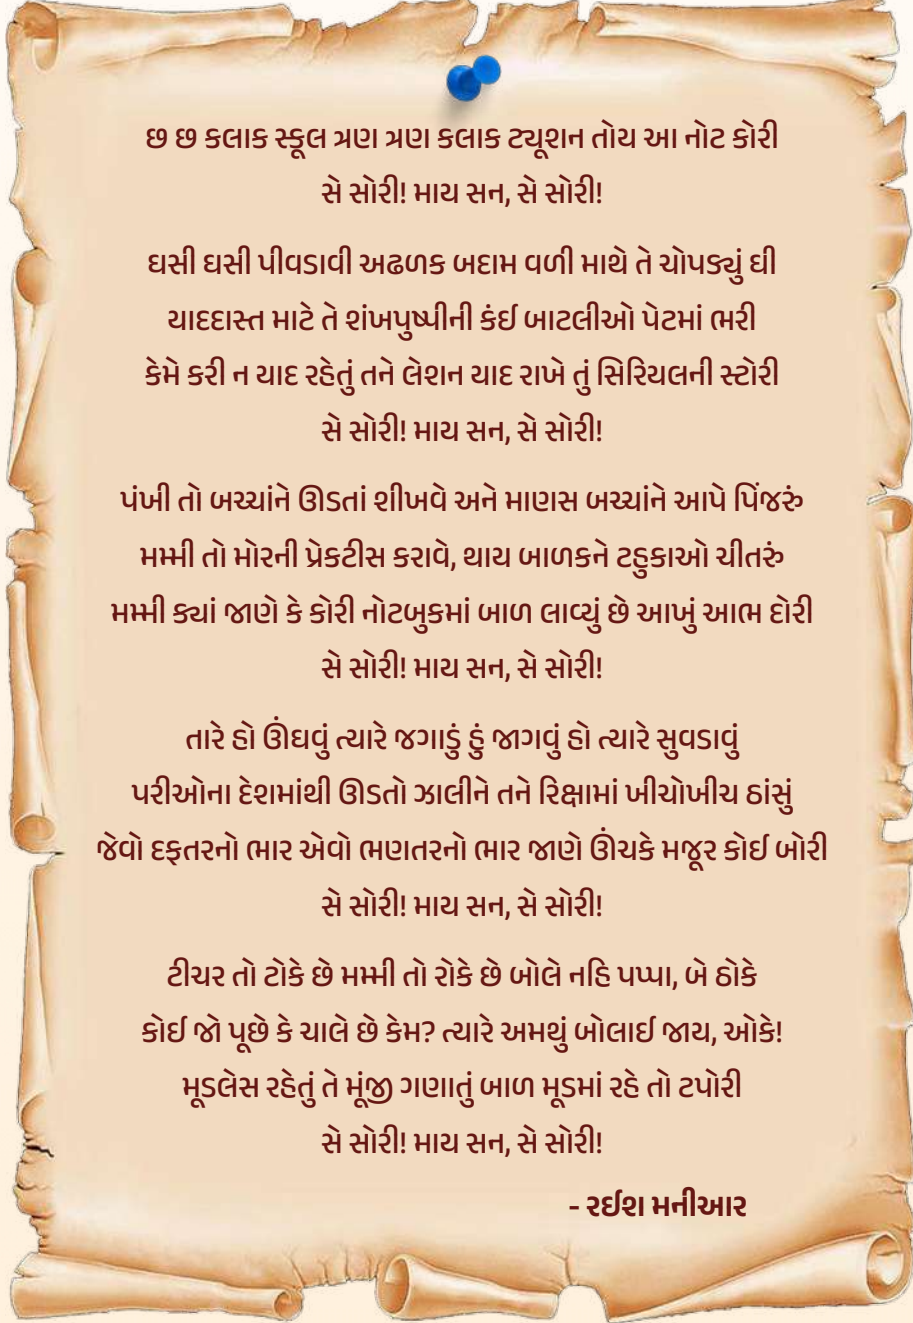 છ છ કલાક સ્કૂલ ત્રણ ત્રણ કલાક ટ્યૂશન તોય આ નોટ કોરી
સે સોરી! માય સન, સે સોરી!
ઘસી ઘસી પીવડાવી અઢળક બદામ વળી માથે તે ચોપડ્યું ઘી
યાદદાસ્ત માટે તે શંખપુષ્પીની કંઈ બાટલીઓ પેટમાં ભરી
કેમે કરી ન યાદ રહેતું તને લેશન યાદ રાખે તું સિરિયલની સ્ટોરી
સે સોરી! માય સન, સે સોરી!
પંખી તો બચ્ચાંને ઊડતાં શીખવે અને માણસ બચ્ચાંને આપે પિંજરું
મમ્મી તો મોરની પ્રેકટીસ કરાવે, થાય બાળકને ટહુકાઓ ચીતરું
મમ્મી ક્યાં જાણે કે કોરી નોટબુકમાં બાળ લાવ્યું છે આખું આભ દોરી
સે સોરી! માય સન, સે સોરી!
તારે હો ઊંઘવું ત્યારે જગાડું હું જાગવું હો ત્યારે સુવડાવું
પરીઓના દેશમાંથી ઊડતો ઝાલીને તને રિક્ષામાં ખીચોખીચ ઠાંસું
જેવો દફતરનો ભાર એવો ભણતરનો ભાર જાણે ઊંચકે મજૂર કોઈ બોરી
સે સોરી! માય સન, સે સોરી!
ટીચર તો ટોકે છે મમ્મી તો રોકે છે બોલે નહિ પપ્પા, બે ઠોકે
કોઈ જો પૂછે કે ચાલે છે કેમ? ત્યારે અમથું બોલાઈ જાય, ઓકે!
મૂડલેસ રહેતું તે મૂંજી ગણાતું બાળ મૂડમાં રહે તો ટપોરી
સે સોરી! માય સન, સે સોરી!
- રઈશ મનીઆર